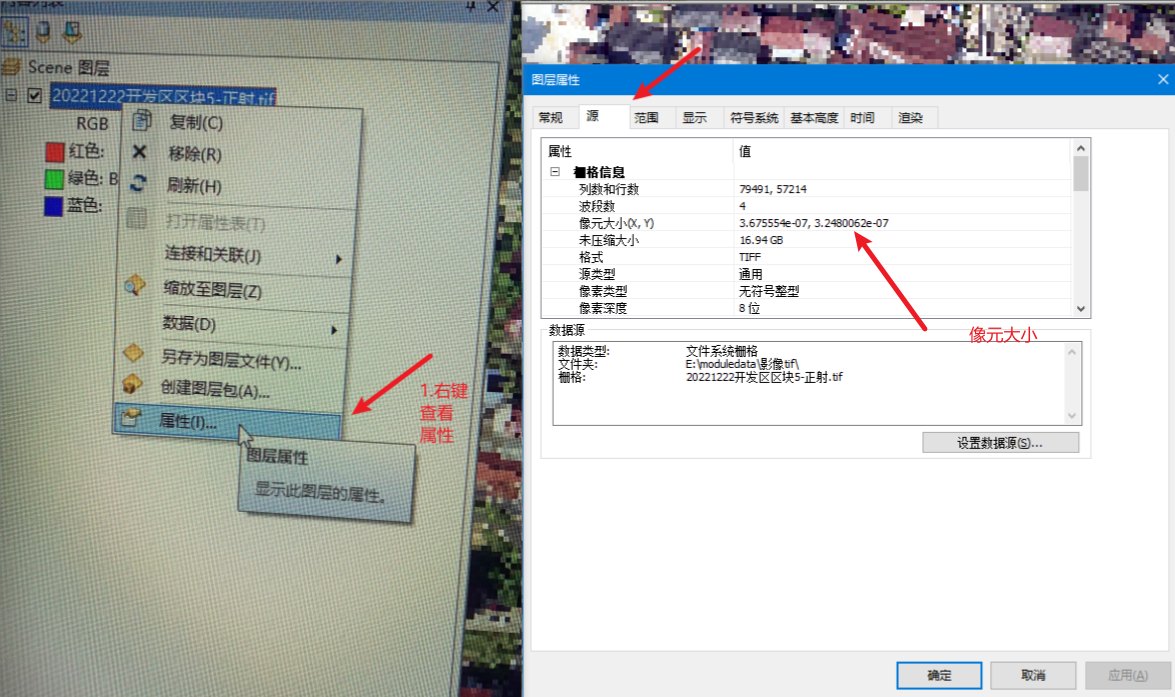 Scene 图层
20221222开发区区块5-正射.tif
RGB
红色:
绿色: B
蓝色:
复制(C)
移除(R)
刷新(H)
打开属性表(T)
连接和关联(J)
缩放至图层(Z)
数据(D)
另存为图层文件(Y)...
创建图层包(A)...
属性(I)...
图层属性
显示此图层的属性。
1.右键
查看
属性
图层属性
常规 源 范围 显示 符号系统 基本高度 时间 渲染
属性 值
栅格信息
列数和行数 79491, 57214
波段数 4
像元大小(X, Y) 3.675554e-07, 3.2480062e-07
未压缩大小 16.94 GB
格式 TIFF
源类型 通用
像素类型 无符号整型
像素深度 8 位
像元大小
数据源
数据类型: 文件系统栅格
文件夹: E:\moduledata\影像tif\
栅格: 20221222开发区区块5-正射.tif
设置数据源(S)...
确定 取消 应用(A)